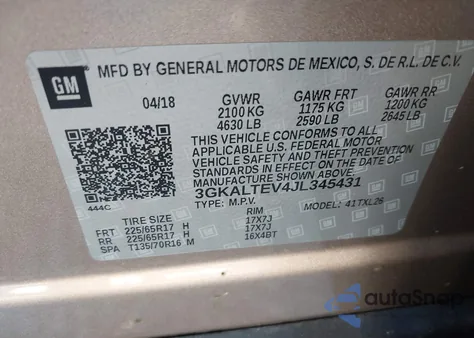 GM
MFD BY GENERAL MOTORS DE MEXICO, S. DE R.L. DE C.V.
04/18 GVWR GAWR FRT GAWR RR
2100 KG 1175 KG 1200 KG
4630 LB 2590 LB 2645 LB
THIS VEHICLE CONFORMS TO ALL
APPLICABLE U.S. FEDERAL MOTOR
VEHICLE SAFETY AND THEFT PREVENTION
STANDARDS IN EFFECT ON THE DATE OF
MANUFACTURE SHOWN ABOVE.
3GKALTEV4JL345431
444C TYPE: M.P.V. MODEL: 41TXL26
TIRE SIZE RIM
FRT 225/65R17 H 17X7J
RR 225/65R17 H 17X7J
SPA T135/70R16 M 16X4BT
autoSnap